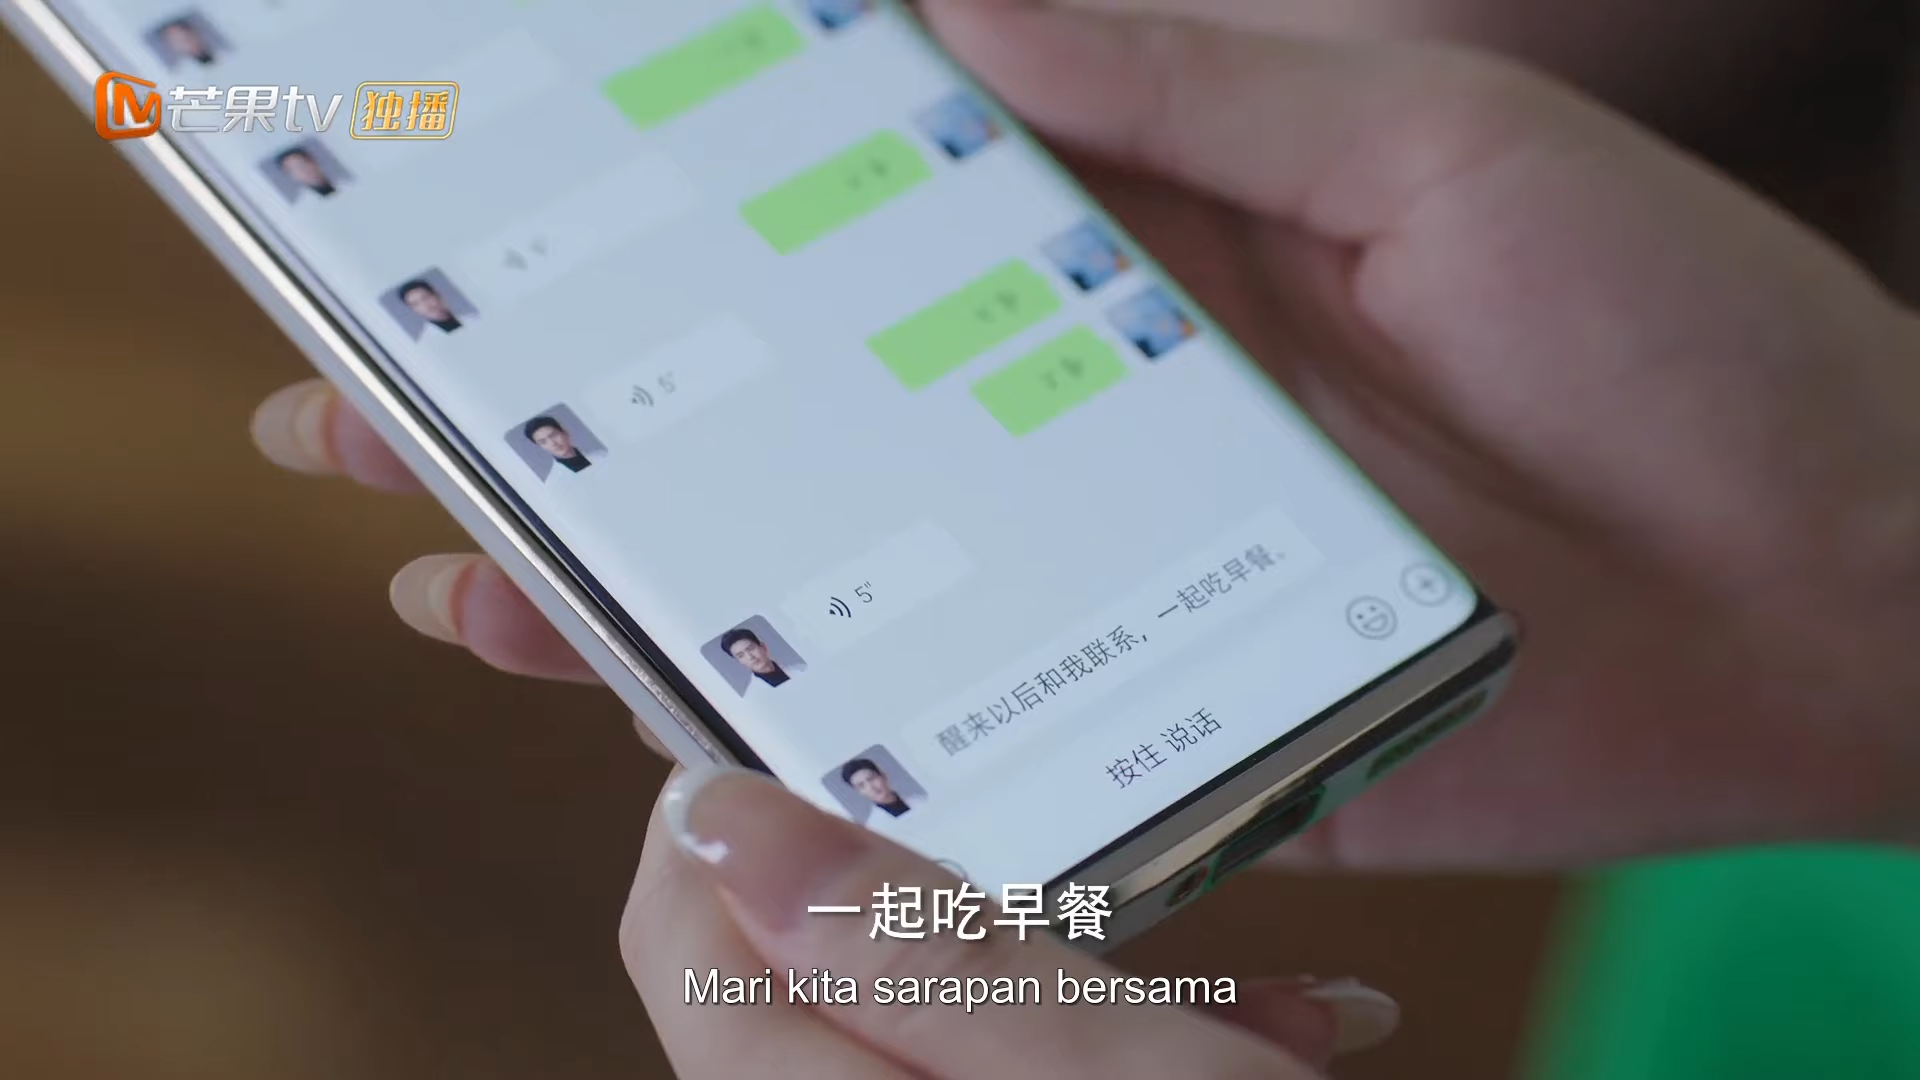 芒果tv 独播
5"
5"
醒来以后和我联系，一起吃早餐。
按住 说话
一起吃早餐
Mari kita sarapan bersama